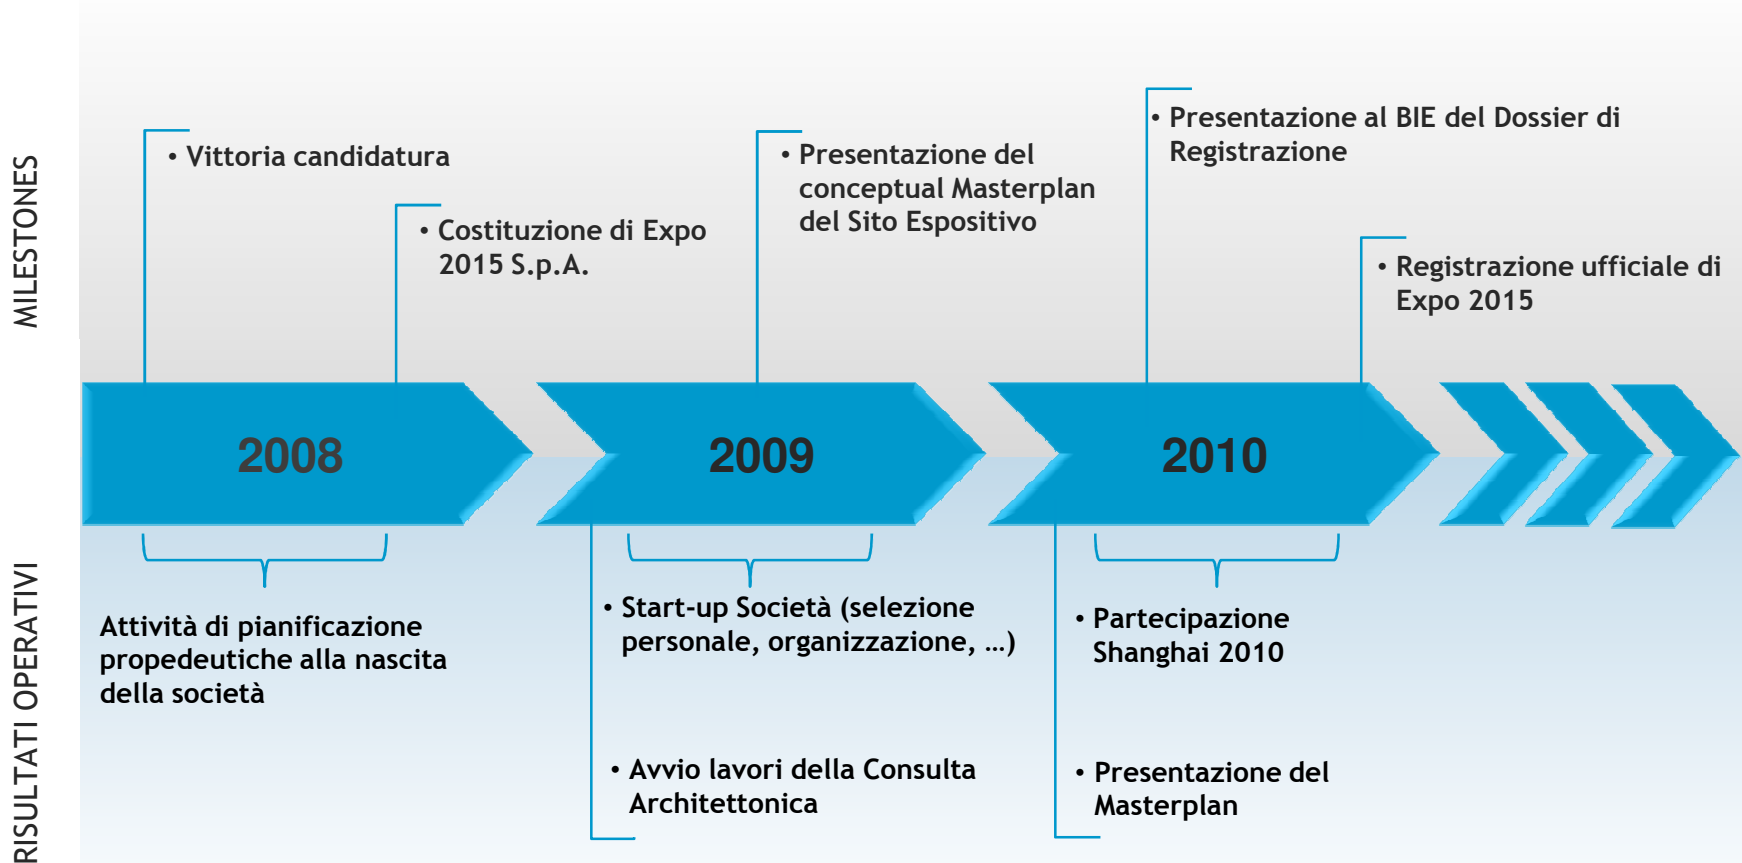 MILESTONES
• Vittoria candidatura
• Costituzione di Expo
2015 S.p.A.
• Presentazione del
conceptual Masterplan
del Sito Espositivo
• Presentazione al BIE del Dossier di
Registrazione
• Registrazione ufficiale di
Expo 2015
2008
2009
2010
RISULTATI OPERATIVI
Attività di pianificazione
propedeutiche alla nascita
della società
• Start-up Società (selezione
personale, organizzazione, …)
• Avvio lavori della Consulta
Architettonica
• Partecipazione
Shanghai 2010
• Presentazione del
Masterplan